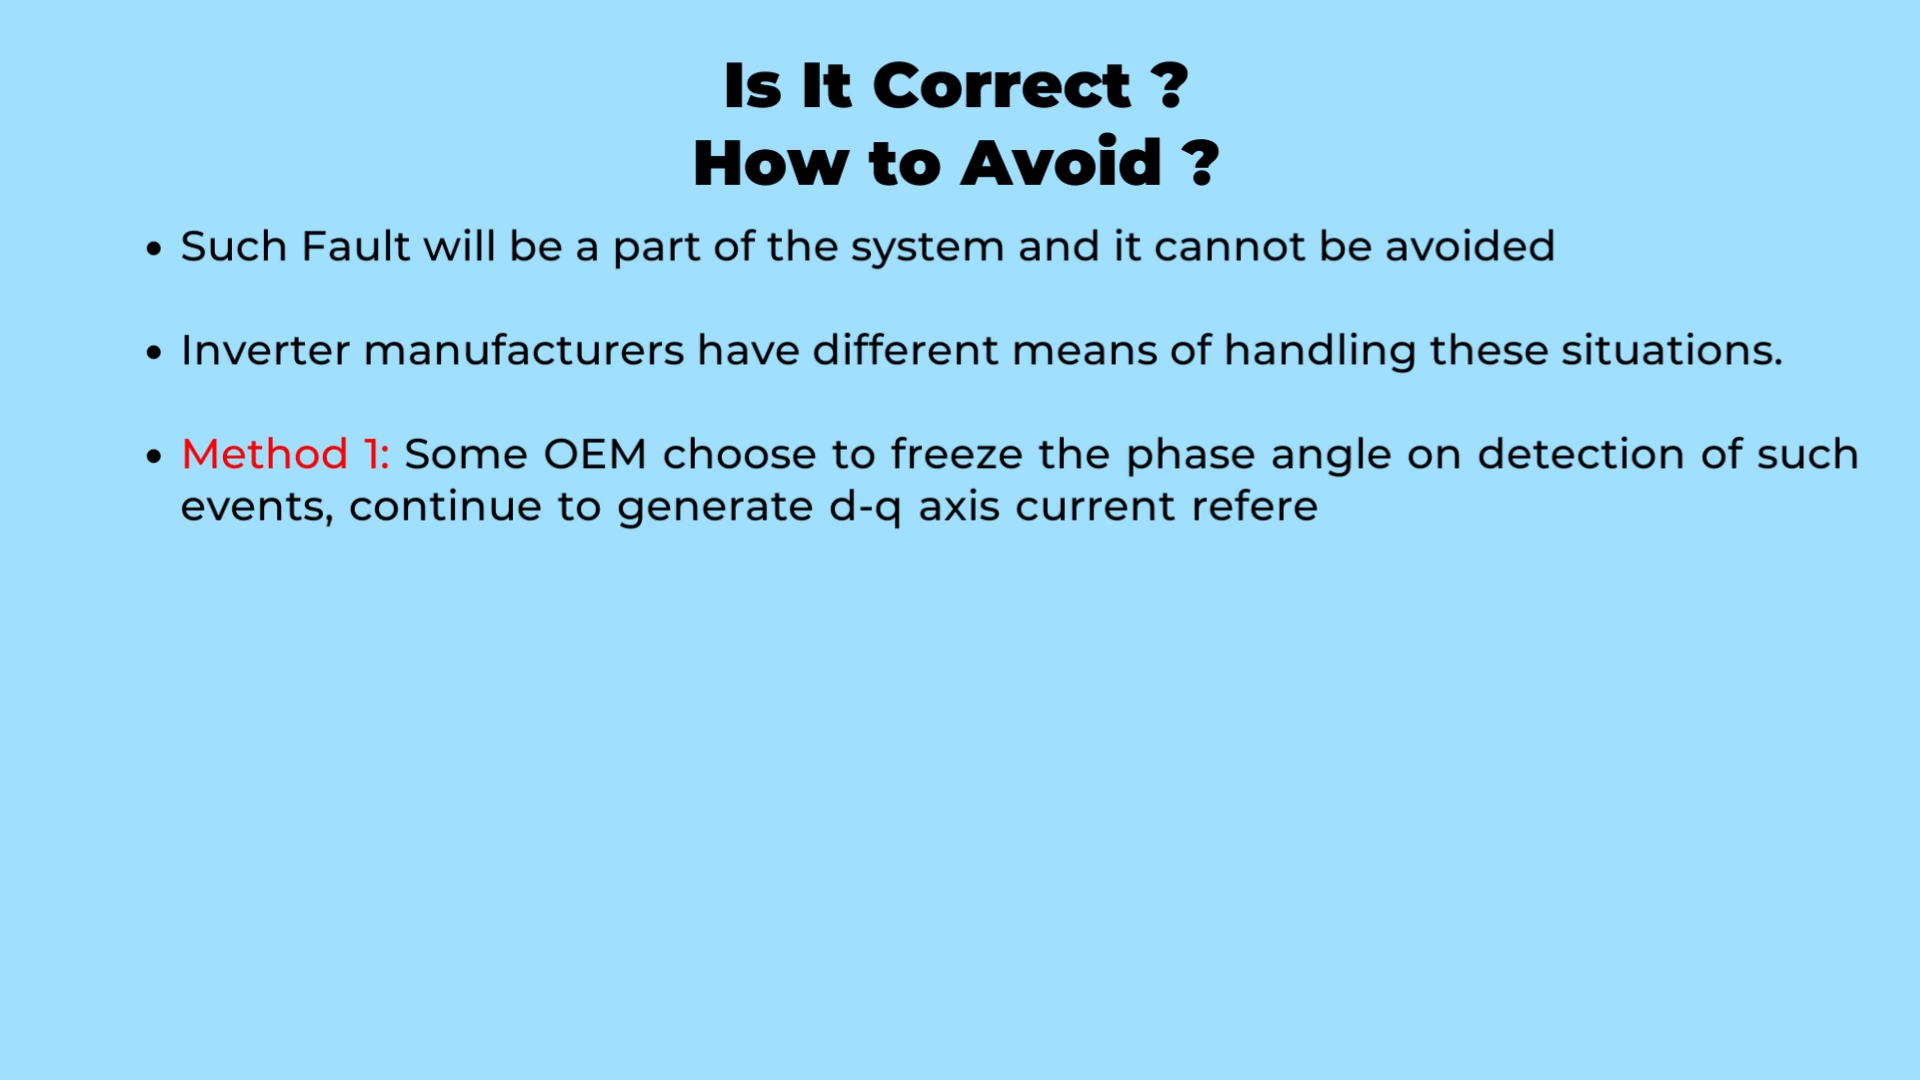 Is It Correct ?
How to Avoid ?
• Such Fault will be a part of the system and it cannot be avoided
• Inverter manufacturers have different means of handling these situations.
• Method 1: Some OEM choose to freeze the phase angle on detection of such
events, continue to generate d-q axis current refere